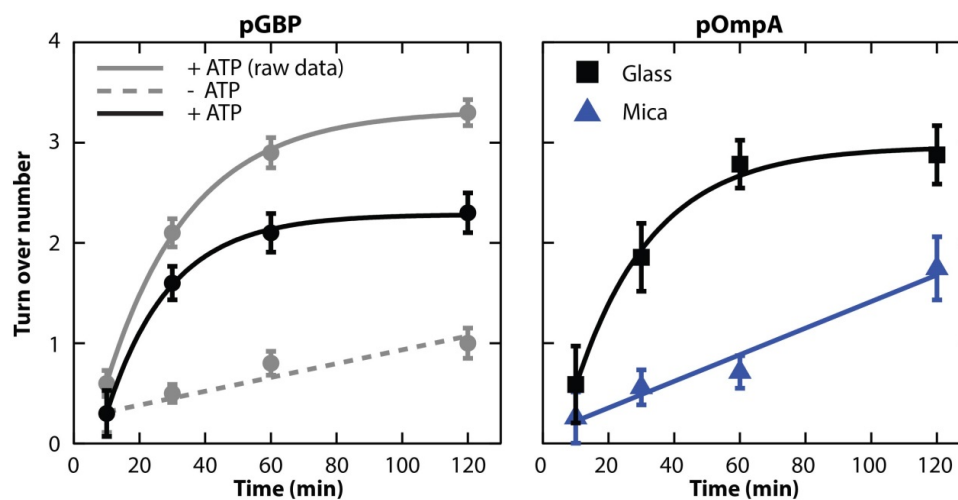 pGBP
pOmpA
4
3
2
1
0
Turn over number
+ ATP (raw data)
- ATP
+ ATP
0 20 40 60 80 100 120
Time (min)
Glass
Mica
0 20 40 60 80 100 120
Time (min)